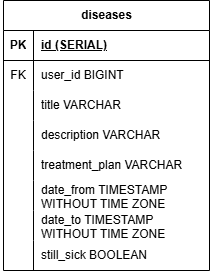 diseases
PK id (SERIAL)
FK user_id BIGINT
title VARCHAR
description VARCHAR
treatment_plan VARCHAR
date_from TIMESTAMP
WITHOUT TIME ZONE
date_to TIMESTAMP
WITHOUT TIME ZONE
still_sick BOOLEAN